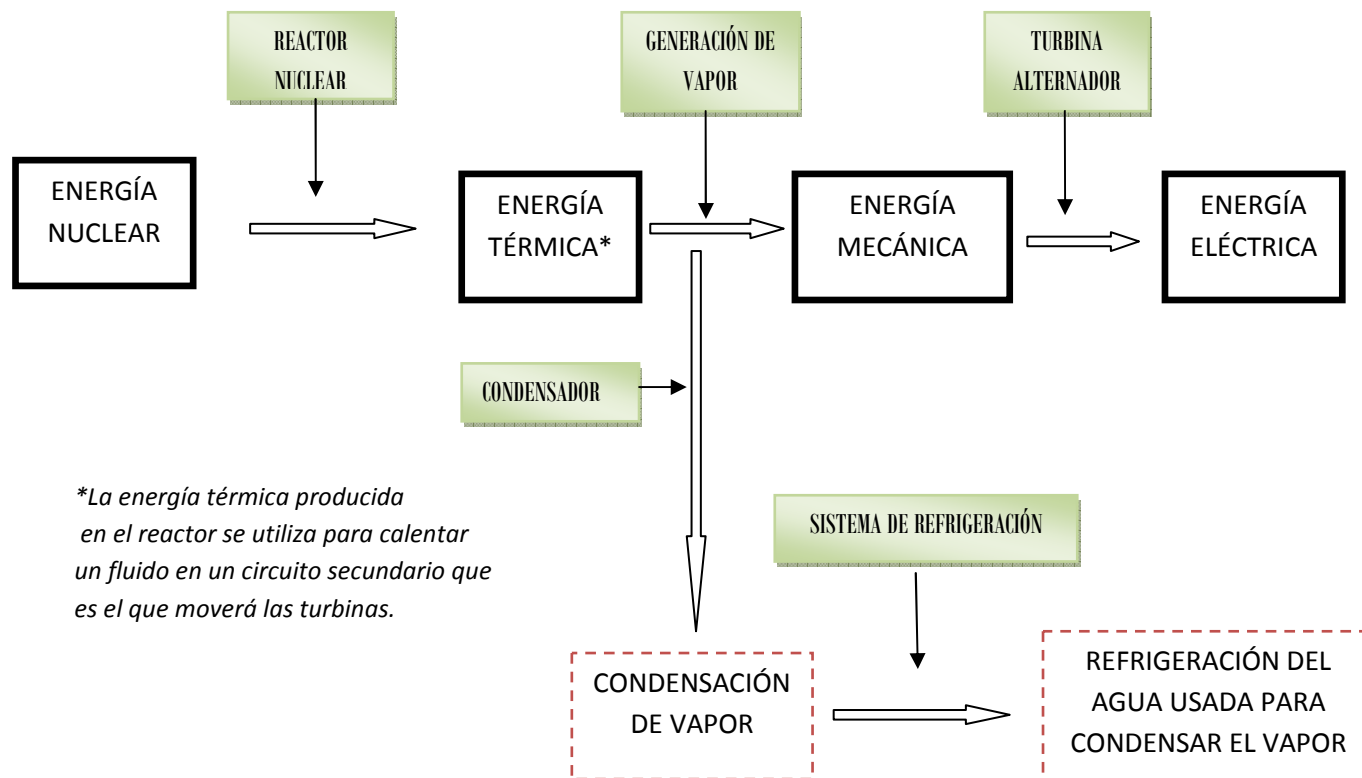 REACTOR
NUCLEAR
GENERACIÓN DE
VAPOR
TURBINA
ALTERNADOR
ENERGÍA
NUCLEAR
ENERGÍA
TÉRMICA*
ENERGÍA
MECÁNICA
ENERGÍA
ELÉCTRICA
CONDENSADOR
*La energía térmica producida
en el reactor se utiliza para calentar
un fluido en un circuito secundario que
es el que moverá las turbinas.
SISTEMA DE REFRIGERACIÓN
CONDENSACIÓN
DE VAPOR
REFRIGERACIÓN DEL
AGUA USADA PARA
CONDENSAR EL VAPOR